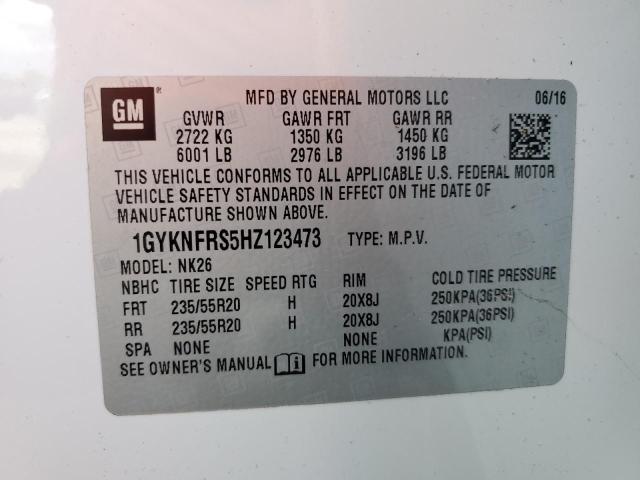 GM
MFD BY GENERAL MOTORS LLC 06/16
GVWR GAWR FRT GAWR RR
2722 KG 1350 KG 1450 KG
6001 LB 2976 LB 3196 LB
THIS VEHICLE CONFORMS TO ALL APPLICABLE U.S. FEDERAL MOTOR
VEHICLE SAFETY STANDARDS IN EFFECT ON THE DATE OF
MANUFACTURE SHOWN ABOVE.
1GYKNFRS5HZ123473 TYPE: M.P.V.
MODEL: NK26
NBHC TIRE SIZE SPEED RTG RIM COLD TIRE PRESSURE
FRT 235/55R20 H 20X8J 250KPA(36PSI)
RR 235/55R20 H 20X8J 250KPA(36PSI)
SPA NONE NONE KPA(PSI)
SEE OWNER'S MANUAL i FOR MORE INFORMATION.